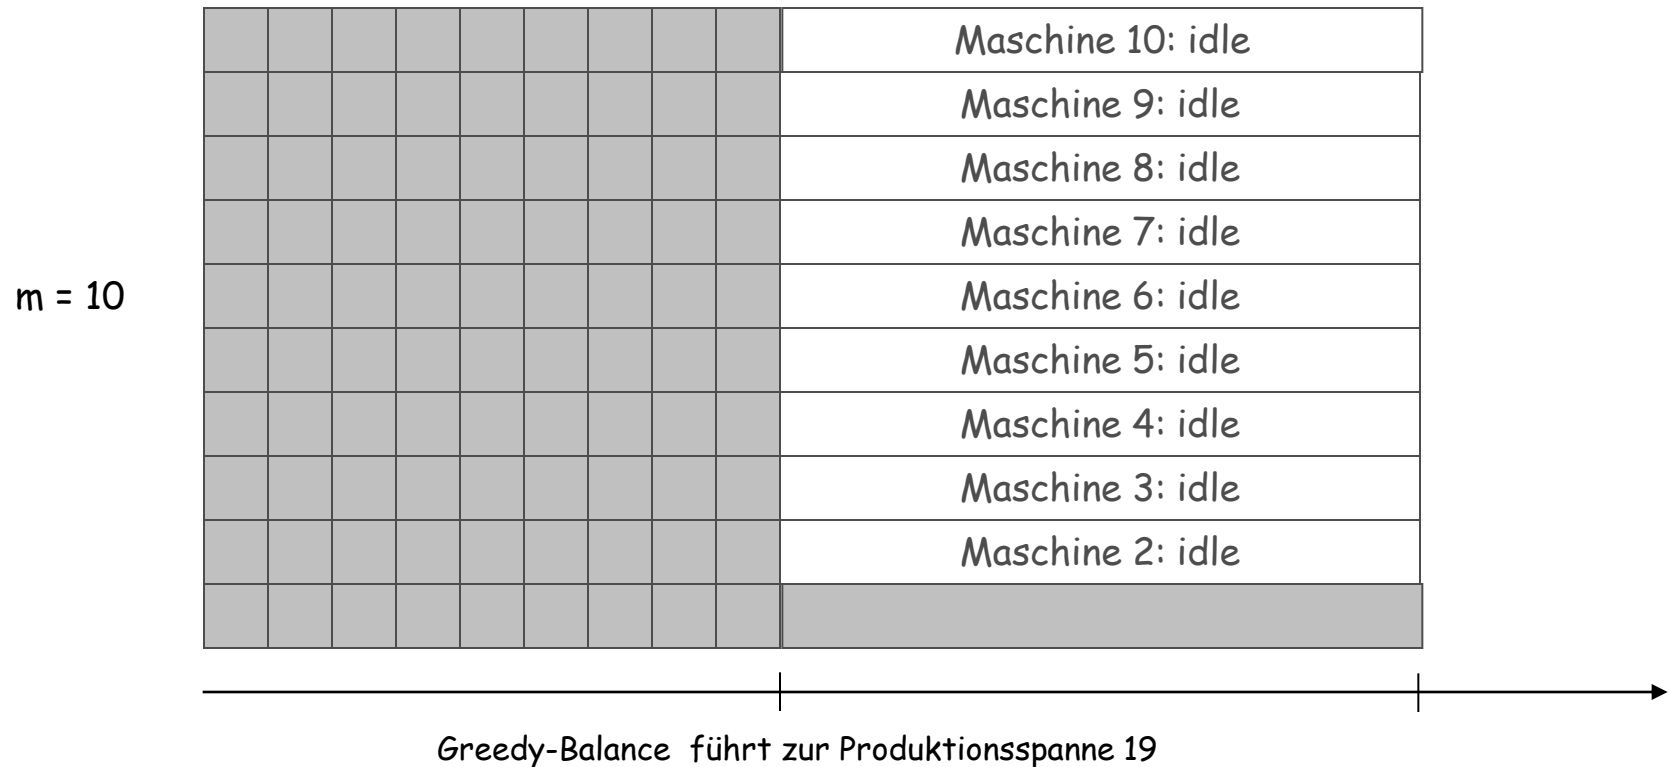 Maschine 10: idle
Maschine 9: idle
Maschine 8: idle
Maschine 7: idle
m = 10
Maschine 6: idle
Maschine 5: idle
Maschine 4: idle
Maschine 3: idle
Maschine 2: idle
Greedy-Balance führt zur Produktionsspanne 19